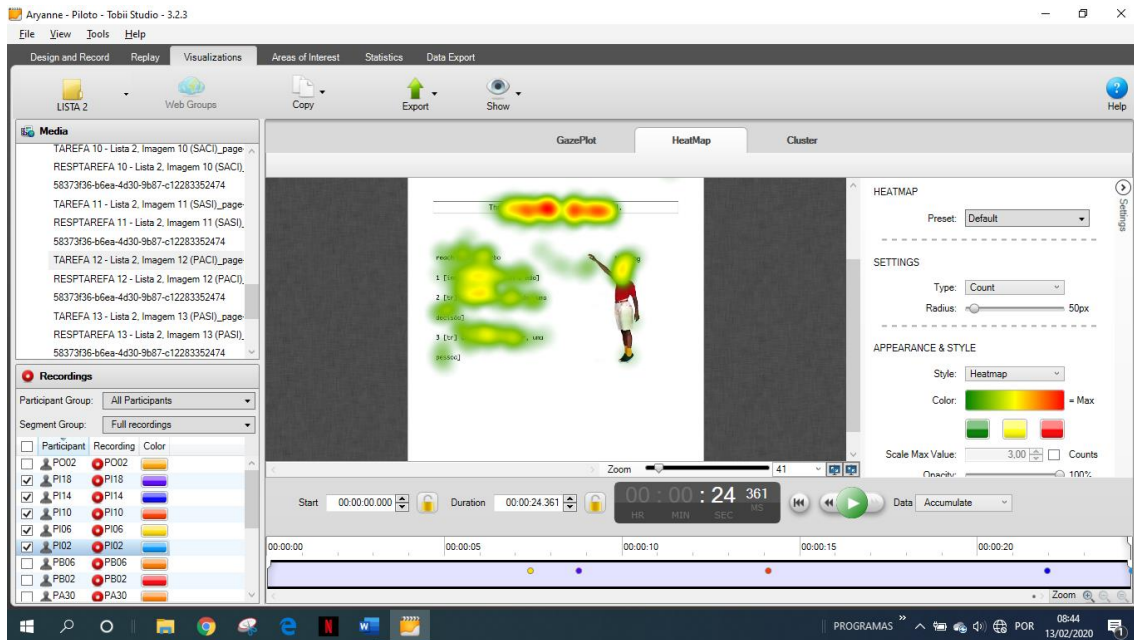 Aryanne - Piloto - Tobii Studio - 3.2.3
File View Tools Help
Design and Record Replay Visualizations Areas of Interest Statistics Data Export
LISTA 2 Web Groups Copy Export Show Help
Media
TAREFA 10 - Lista 2, Imagem 10 (SACI)_page-
RESPTAREFA 10 - Lista 2, Imagem 10 (SACI)_
58373f36-b6ea-4d30-9b87-c12283352474
TAREFA 11 - Lista 2, Imagem 11 (SASI)_page-
RESPTAREFA 11 - Lista 2, Imagem 11 (SASI)_
58373f36-b6ea-4d30-9b87-c12283352474
TAREFA 12 - Lista 2, Imagem 12 (PACI)_page-
RESPTAREFA 12 - Lista 2, Imagem 12 (PACI)_
58373f36-b6ea-4d30-9b87-c12283352474
TAREFA 13 - Lista 2, Imagem 13 (PASI)_page-
RESPTAREFA 13 - Lista 2, Imagem 13 (PASI)_
58373f36-b6ea-4d30-9b87-c12283352474
Recordings
Participant Group: All Participants
Segment Group: Full recordings
Participant Recording Color
PO02 PO02
PI18 PI18
PI14 PI14
PI10 PI10
PI06 PI06
PI02 PI02
PB06 PB06
PB02 PB02
PA30 PA30
GazePlot HeatMap Cluster
1
2 [tr] uma
decisão]
3 [tr] , uma
pessoa]
Zoom 41
HEATMAP
Preset: Default
SETTINGS
Type: Count
Radius: 50px
APPEARANCE & STYLE
Style: Heatmap
Color: = Max
Scale Max Value: 3,00 Counts
Opacity: 100%
Settings
Start 00:00:00.000 Duration 00:00:24.361 00 : 00 : 24 361 Data Accumulate
HR MIN SEC MS
00:00:00 00:00:05 00:00:10 00:00:15 00:00:20
Zoom
PROGRAMAS POR 08:44
13/02/2020